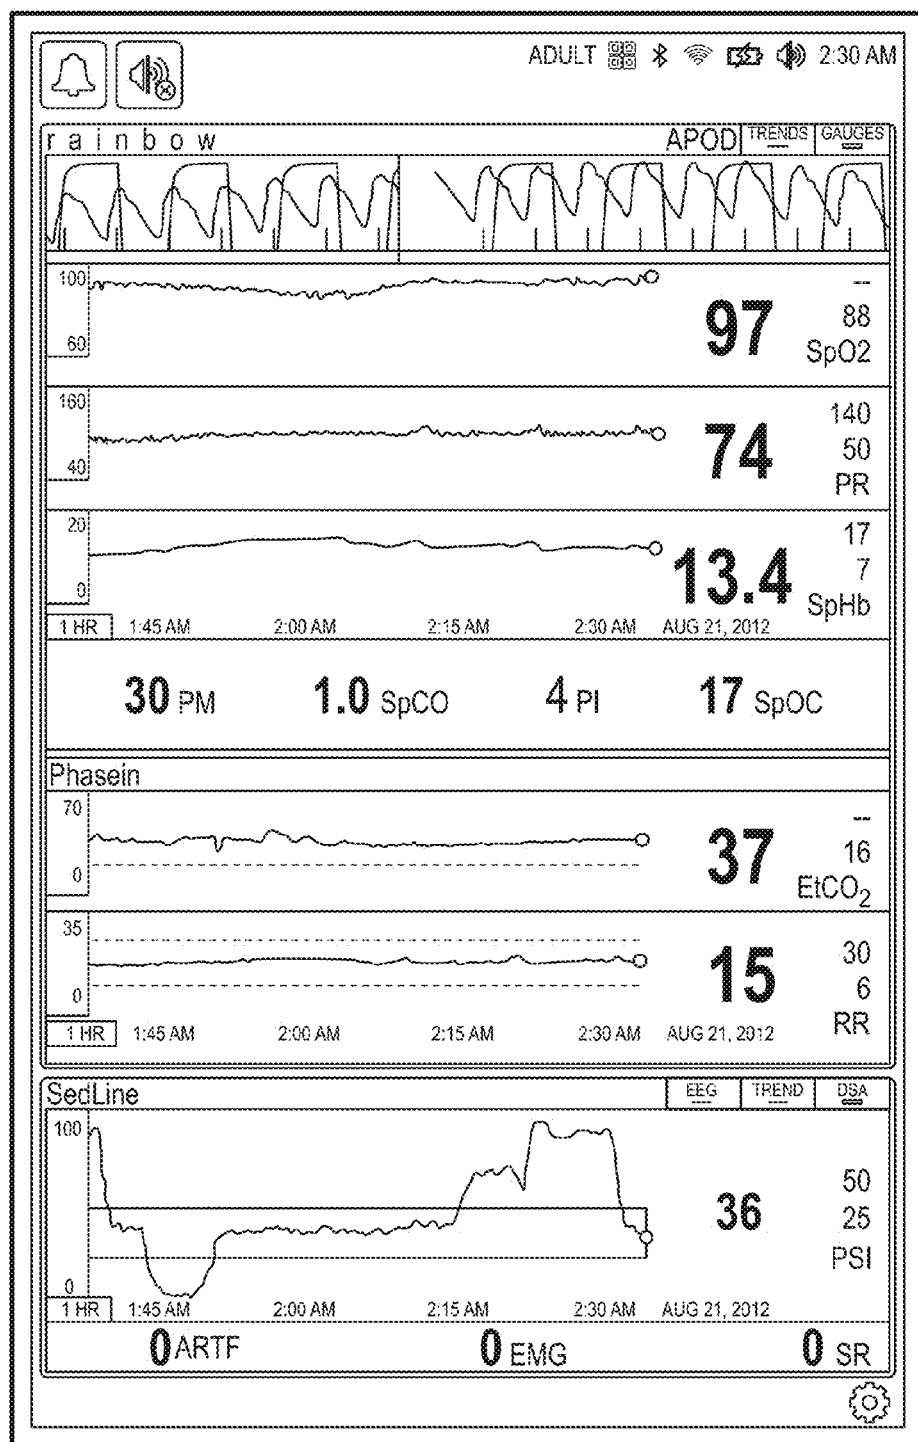 ADULT 2:30 AM
rainbow APOD TRENDS GAUGES
100 --
97 88
60 SpO2
160 140
74 50
40 PR
20 17
13.4 7
0 SpHb
1 HR 1:45 AM 2:00 AM 2:15 AM 2:30 AM AUG 21, 2012
30 PM 1.0 SpCO 4 PI 17 SpOC
Phasein
70 --
37 16
0 EtCO₂
35 30
15 6
0 RR
1 HR 1:45 AM 2:00 AM 2:15 AM 2:30 AM AUG 21, 2012
SedLine EEG TREND DSA
100 50
36 25
0 PSI
1 HR 1:45 AM 2:00 AM 2:15 AM 2:30 AM AUG 21, 2012
0 ARTF 0 EMG 0 SR